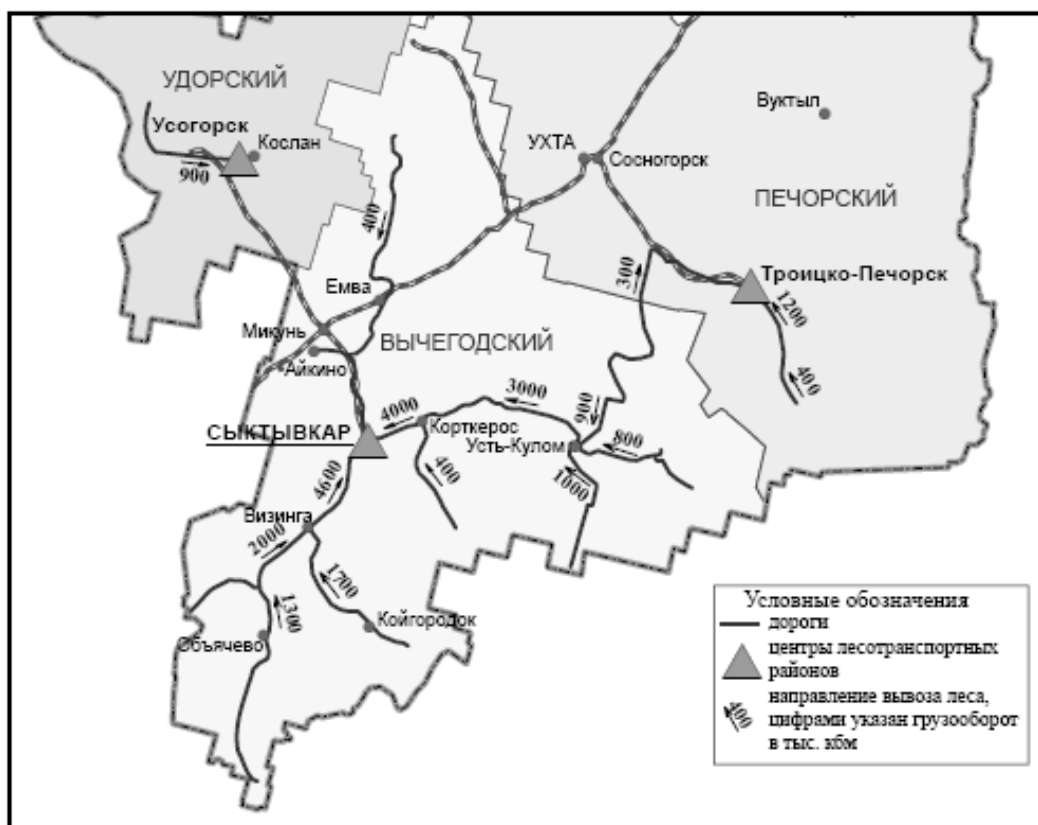 УДОРСКИЙ
Усогорск
Кослан
900
400
УХТА
Сосногорск
Вуктыл
ПЕЧОРСКИЙ
Троицко-Печорск
300
1200
400
Емва
Микунь
Айкино
ВЫЧЕГОДСКИЙ
СЫКТЫВКАР
4000
3000
Корткерос
Усть-Кулом
900
800
1000
400
4600
Визинга
2000
1700
1300
Объячево
Койгородок
Условные обозначения
дороги
центры лесотранспортных
районов
400
направление вывоза леса,
цифрами указан грузооборот
в тыс. кбм